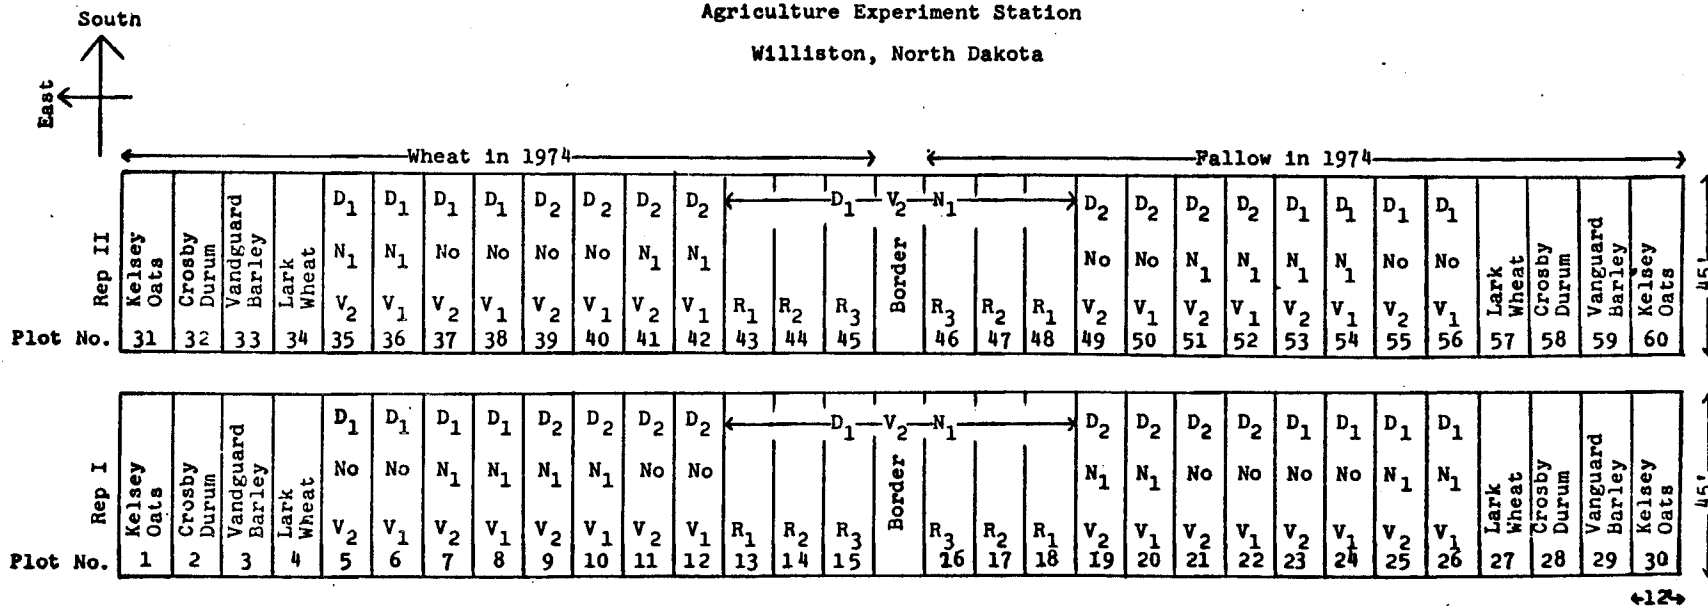 Agriculture Experiment Station
Williston, North Dakota
South
East
Wheat in 1974
Fallow in 1974
Rep II
Kelsey Oats
Crosby Durum
Vandguard Barley
Lark Wheat
D1 D1 D1 D1 D2 D2 D2 D2 D1 V2 N1 D2 D2 D2 D2 D1 D1 D1 D1
N1 N1 No No No No N1 N1 Border No No N1 N1 N1 N1 No No
V2 V1 V2 V1 V2 V1 V2 V1 R1 R2 R3 R3 R2 R1 V2 V1 V2 V1 V2 V1 V2 V1
Lark Wheat
Crosby Durum
Vanguard Barley
Kelsey Oats
45'
Plot No. 31 32 33 34 35 36 37 38 39 40 41 42 43 44 45 46 47 48 49 50 51 52 53 54 55 56 57 58 59 60
Rep I
Kelsey Oats
Crosby Durum
Vandguard Barley
Lark Wheat
D1 D1 D1 D1 D2 D2 D2 D2 D1 V2 N1 D2 D2 D2 D2 D1 D1 D1 D1
No No N1 N1 N1 N1 No No Border N1 N1 No No No No N1 N1
V2 V1 V2 V1 V2 V1 V2 V1 R1 R2 R3 R3 R2 R1 V2 V1 V2 V1 V2 V1 V2 V1
Lark Wheat
Crosby Durum
Vanguard Barley
Kelsey Oats
45'
Plot No. 1 2 3 4 5 6 7 8 9 10 11 12 13 14 15 16 17 18 19 20 21 22 23 24 25 26 27 28 29 30
12